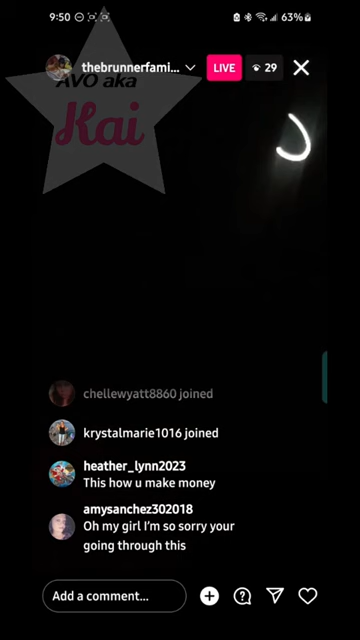 9:50
63%
thebrunnerfami...
LIVE
29
AVO aka
Kai
chellewyatt8860 joined
krystalmarie1016 joined
heather_lynn2023
This how u make money
amysanchez302018
Oh my girl I'm so sorry your
going through this
Add a comment...